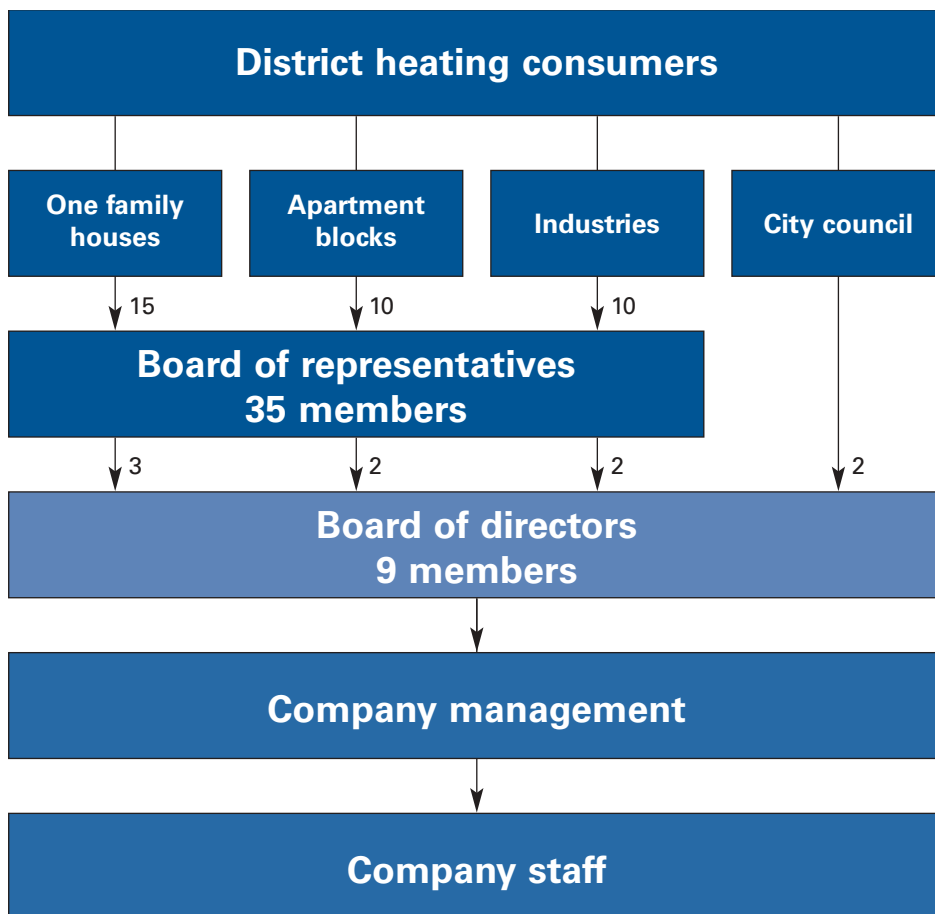 District heating consumers
One family
houses
Apartment
blocks
Industries
City council
15
10
10
Board of representatives
35 members
3
2
2
2
Board of directors
9 members
Company management
Company staff